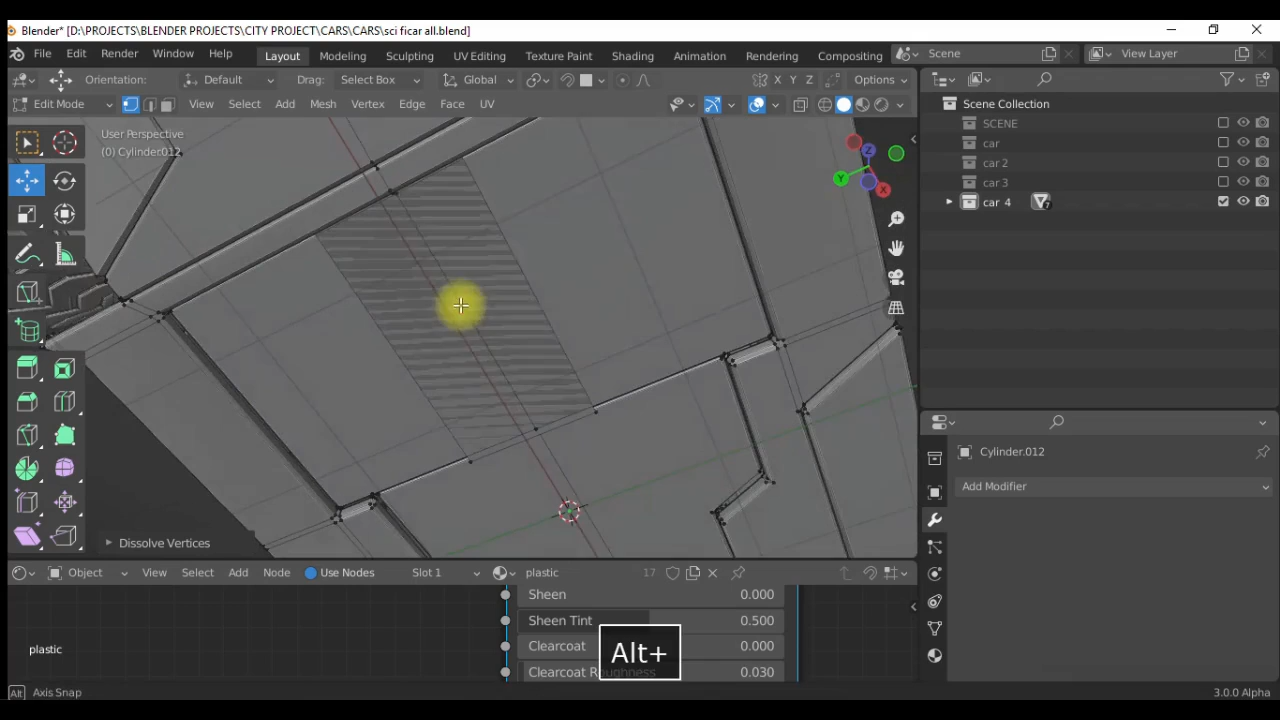 Blender* [D:\PROJECTS\BLENDER PROJECTS\CITY PROJECT\CARS\CARS\sci ficar all.blend]
File Edit Render Window Help Layout Modeling Sculpting UV Editing Texture Paint Shading Animation Rendering Compositing Scene View Layer
Orientation: Default Drag: Select Box Global X Y Z Options
Edit Mode View Select Add Mesh Vertex Edge Face UV
Scene Collection
SCENE
car
car 2
car 3
car 4
User Perspective
(0) Cylinder.012
Z
Y
X
Cylinder.012
Add Modifier
Dissolve Vertices
Object View Select Add Node Use Nodes Slot 1 plastic 17
Sheen 0.000
Sheen Tint 0.500
Clearcoat 0.000
Clearcoat Roughness 0.030
Alt+
plastic
Alt Axis Snap
3.0.0 Alpha